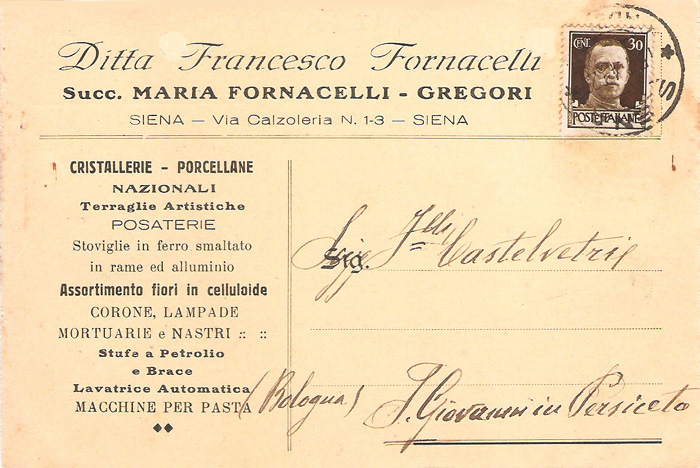 Ditta Francesco Fornacelli
Succ. MARIA FORNACELLI - GREGORI
SIENA — Via Calzoleria N. 1-3 — SIENA
CENT. 30
POSTE ITALIANE
CRISTALLERIE - PORCELLANE
NAZIONALI
Terraglie Artistiche
POSATERIE
Stoviglie in ferro smaltato
in rame ed alluminio
Assortimento fiori in celluloide
CORONE, LAMPADE
MORTUARIE e NASTRI :: ::
Stufe a Petrolio
e Brace
Lavatrice Automatica
MACCHINE PER PASTA
Sig. Flli Castelvetri
S. Giovanni in Persiceto
(Bologna)